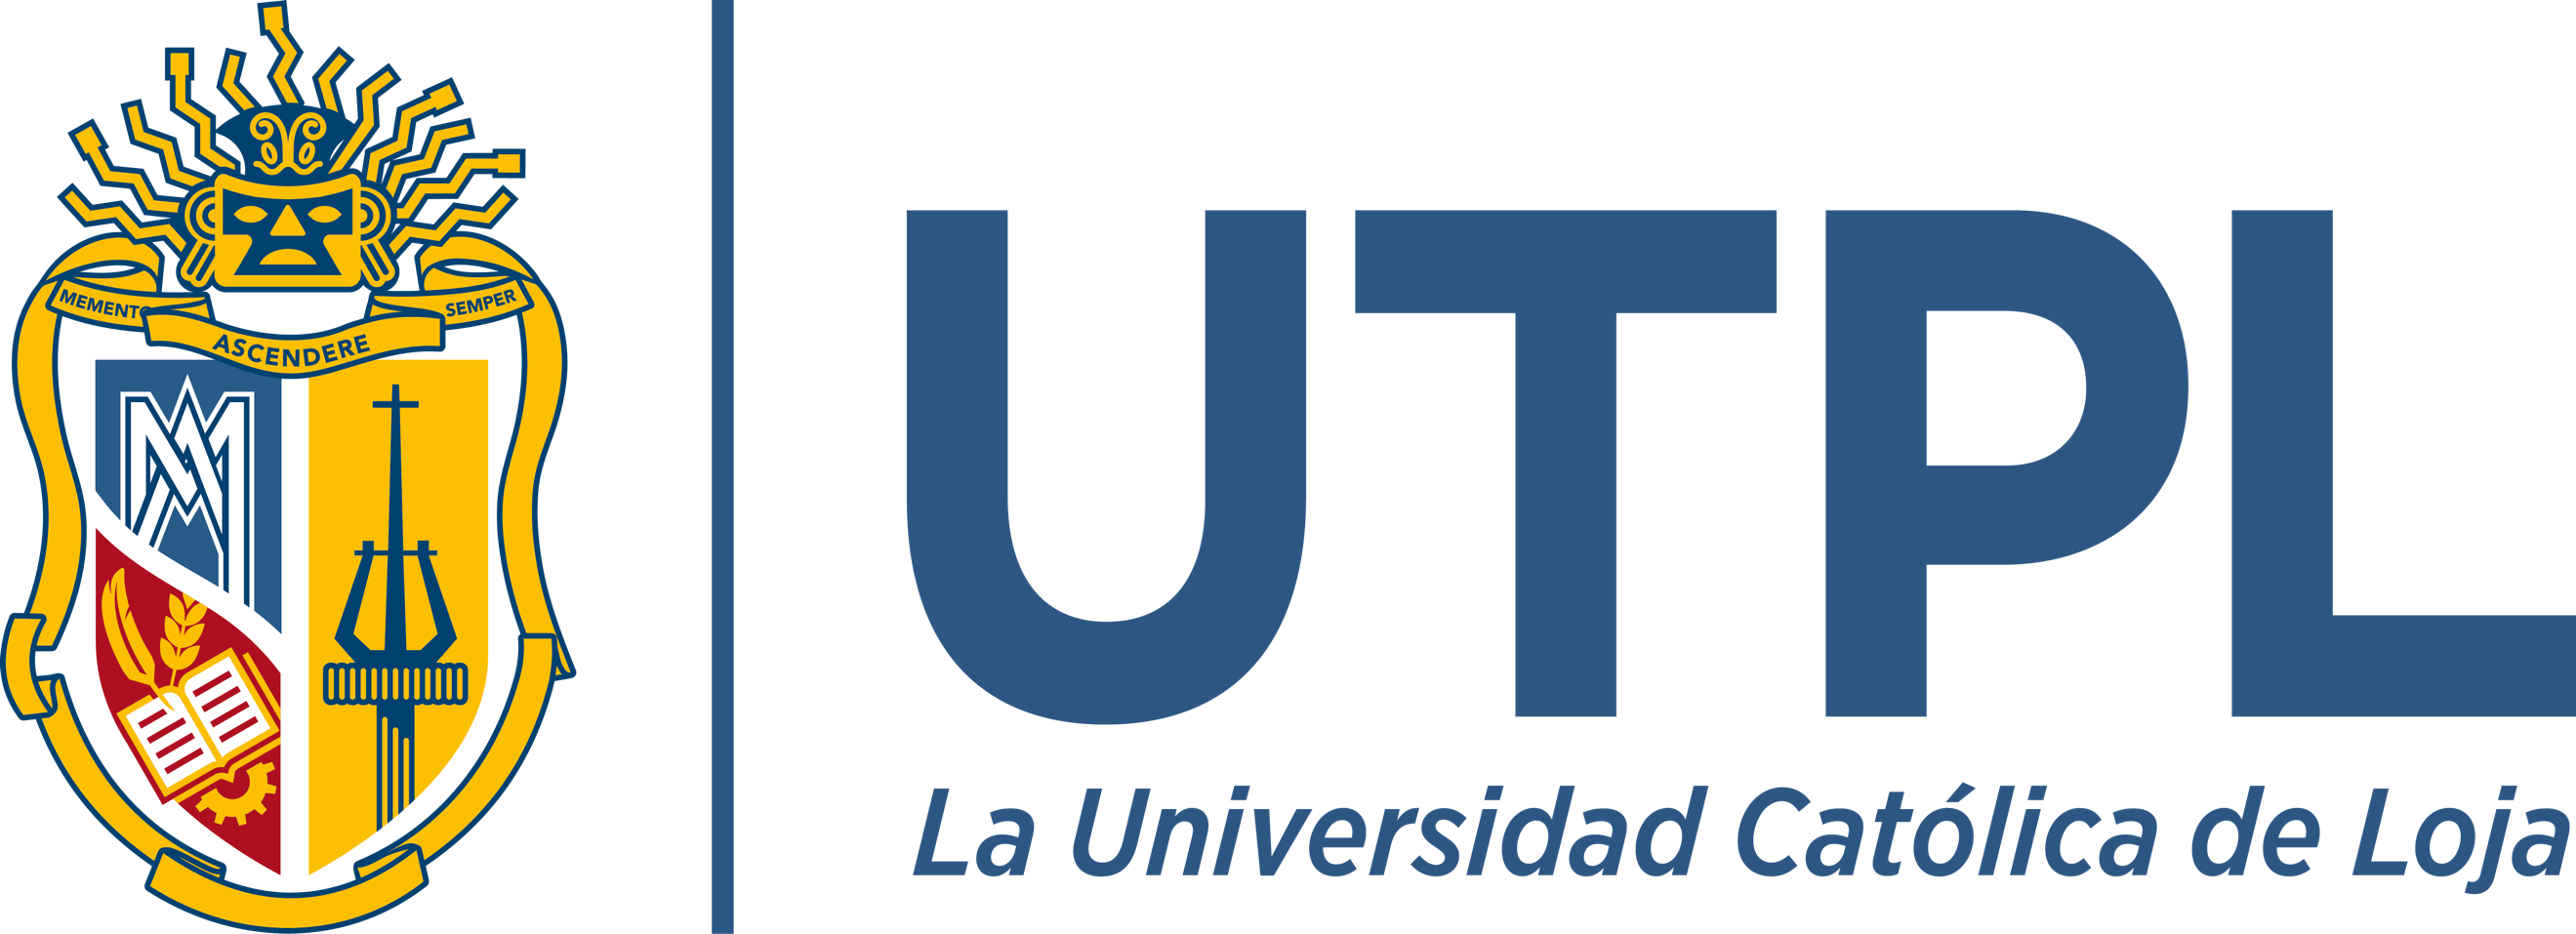 MEMENTO
ASCENDERE
SEMPER
UTPL
La Universidad Católica de Loja